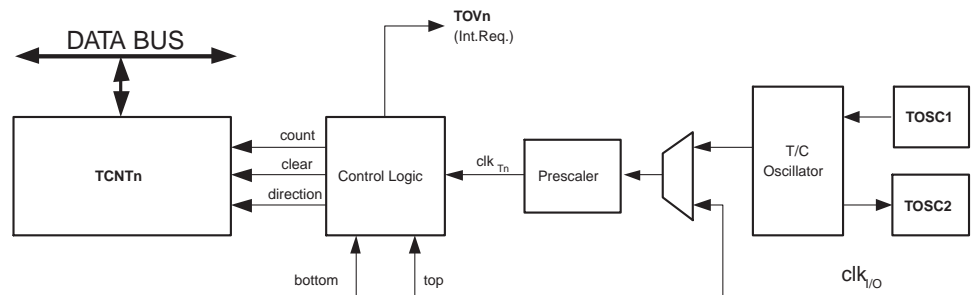 TOVn
(Int.Req.)
DATA BUS
TOSC1
count
TCNTn
clear
Control Logic
clk Tn
Prescaler
T/C
Oscillator
direction
TOSC2
bottom
top
clk I/O